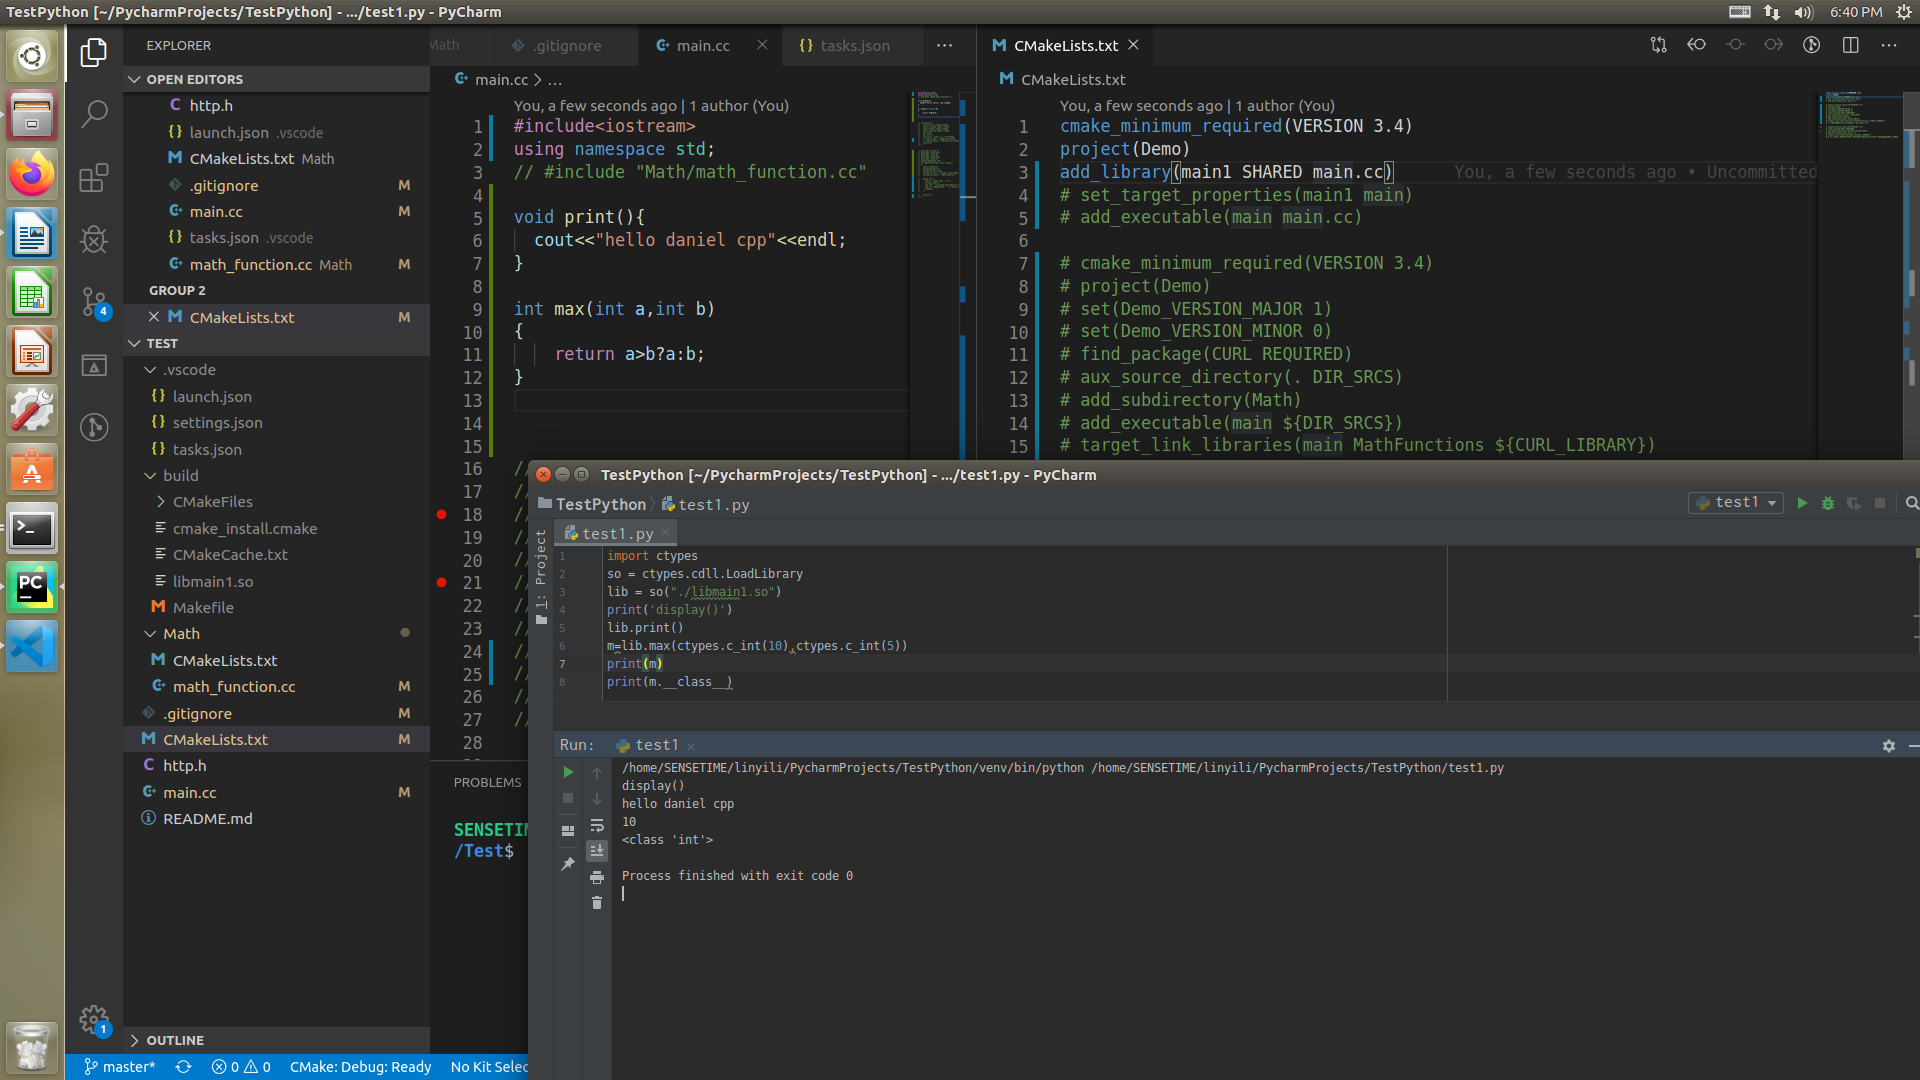 TestPython [~/PycharmProjects/TestPython] - .../test1.py - PyCharm
6:40 PM
EXPLORER
OPEN EDITORS
http.h
launch.json .vscode
CMakeLists.txt Math
.gitignore M
main.cc M
tasks.json .vscode
math_function.cc Math M
GROUP 2
CMakeLists.txt M
TEST
.vscode
launch.json
settings.json
tasks.json
build
CMakeFiles
cmake_install.cmake
CMakeCache.txt
libmain1.so
Makefile
Math
CMakeLists.txt
math_function.cc M
.gitignore M
CMakeLists.txt M
http.h
main.cc M
README.md
OUTLINE
4
1
master*
0 0
CMake: Debug: Ready
No Kit Selec
Math
.gitignore
main.cc
tasks.json
main.cc > ...
You, a few seconds ago | 1 author (You)
1 #include<iostream>
2 using namespace std;
3 // #include "Math/math_function.cc"
4
5 void print(){
6 cout<<"hello daniel cpp"<<endl;
7 }
8
9 int max(int a,int b)
10 {
11 return a>b?a:b;
12 }
13
14
15
16 //
17 //
18 //
19 //
20 //
21 //
22 //
23 //
24 //
25 //
26 //
27 //
28
PROBLEMS
SENSETIM
/Test$
CMakeLists.txt
CMakeLists.txt
You, a few seconds ago | 1 author (You)
1 cmake_minimum_required(VERSION 3.4)
2 project(Demo)
3 add_library(main1 SHARED main.cc) You, a few seconds ago • Uncommitted
4 # set_target_properties(main1 main)
5 # add_executable(main main.cc)
6
7 # cmake_minimum_required(VERSION 3.4)
8 # project(Demo)
9 # set(Demo_VERSION_MAJOR 1)
10 # set(Demo_VERSION_MINOR 0)
11 # find_package(CURL REQUIRED)
12 # aux_source_directory(. DIR_SRCS)
13 # add_subdirectory(Math)
14 # add_executable(main ${DIR_SRCS})
15 # target_link_libraries(main MathFunctions ${CURL_LIBRARY})
TestPython [~/PycharmProjects/TestPython] - .../test1.py - PyCharm
TestPython test1.py
test1
1: Project
test1.py
1 import ctypes
2 so = ctypes.cdll.LoadLibrary
3 lib = so("./libmain1.so")
4 print('display()')
5 lib.print()
6 m=lib.max(ctypes.c_int(10),ctypes.c_int(5))
7 print(m)
8 print(m.__class__)
Run: test1
/home/SENSETIME/linyili/PycharmProjects/TestPython/venv/bin/python /home/SENSETIME/linyili/PycharmProjects/TestPython/test1.py
display()
hello daniel cpp
10
<class 'int'>
Process finished with exit code 0
PC